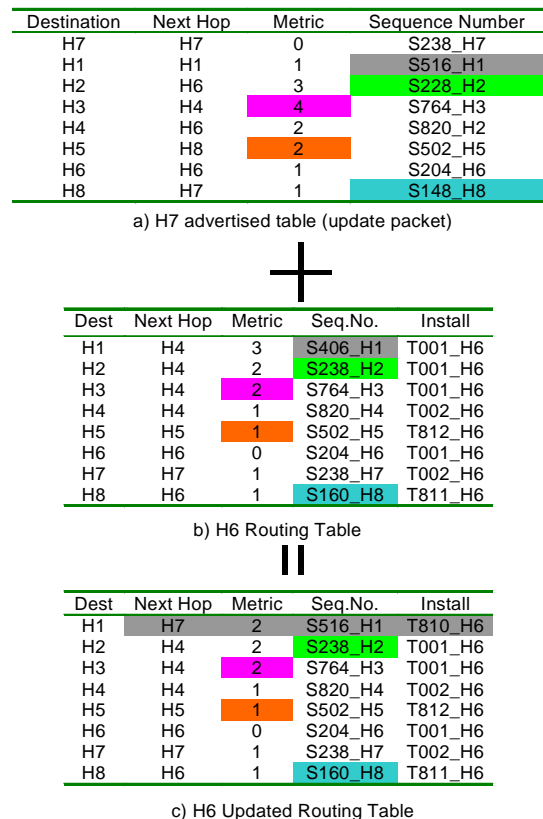 Destination Next Hop Metric Sequence Number
H7 H7 0 S238_H7
H1 H1 1 S516_H1
H2 H6 3 S228_H2
H3 H4 4 S764_H3
H4 H6 2 S820_H2
H5 H8 2 S502_H5
H6 H6 1 S204_H6
H8 H7 1 S148_H8
a) H7 advertised table (update packet)
Dest Next Hop Metric Seq.No. Install
H1 H4 3 S406_H1 T001_H6
H2 H4 2 S238_H2 T001_H6
H3 H4 2 S764_H3 T001_H6
H4 H4 1 S820_H4 T002_H6
H5 H5 1 S502_H5 T812_H6
H6 H6 0 S204_H6 T001_H6
H7 H7 1 S238_H7 T002_H6
H8 H6 1 S160_H8 T811_H6
b) H6 Routing Table
Dest Next Hop Metric Seq.No. Install
H1 H7 2 S516_H1 T810_H6
H2 H4 2 S238_H2 T001_H6
H3 H4 2 S764_H3 T001_H6
H4 H4 1 S820_H4 T002_H6
H5 H5 1 S502_H5 T812_H6
H6 H6 0 S204_H6 T001_H6
H7 H7 1 S238_H7 T002_H6
H8 H6 1 S160_H8 T811_H6
c) H6 Updated Routing Table